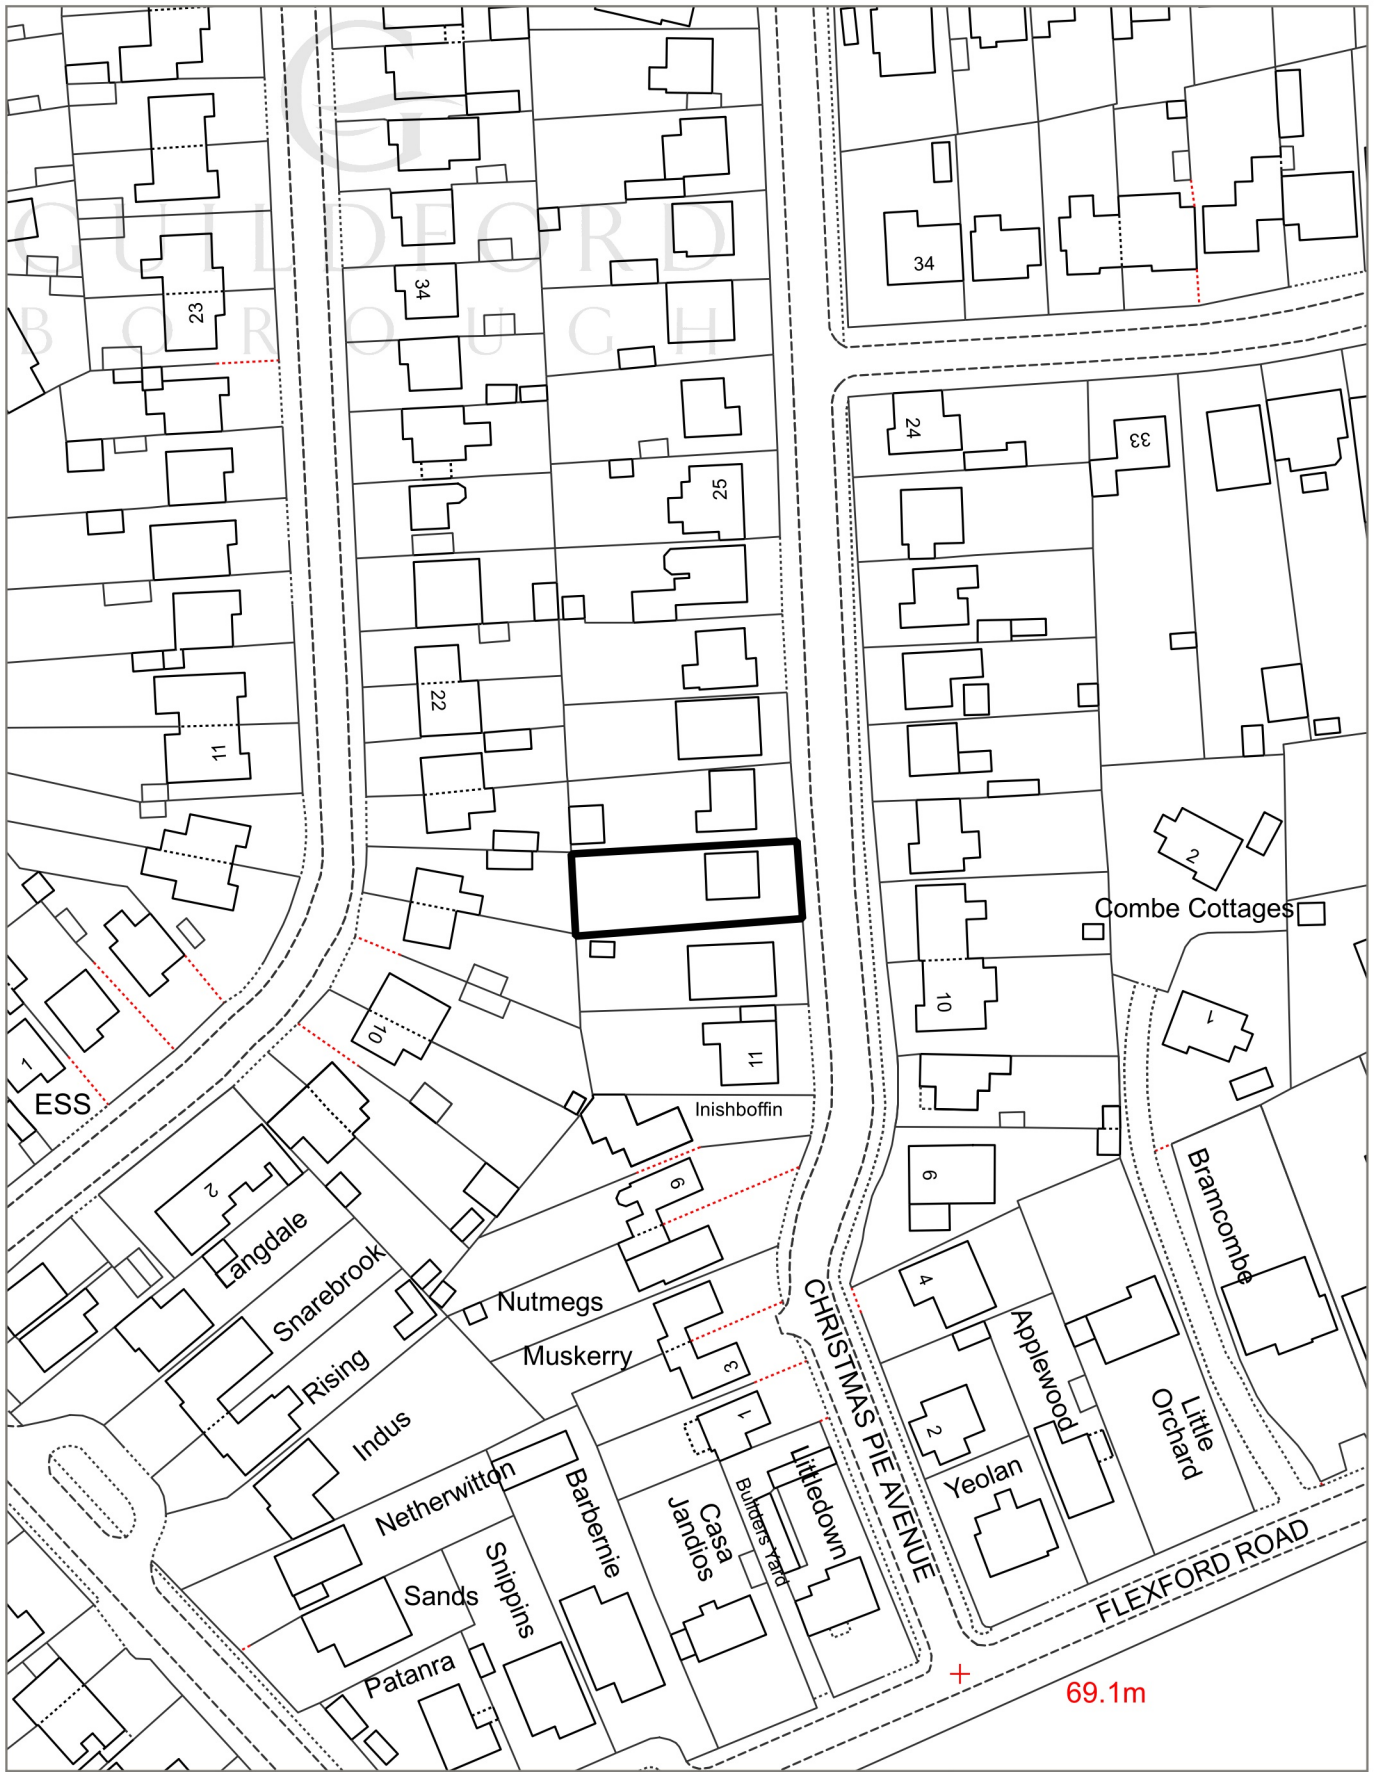 G
GUILDFORD
BOROUGH
34
34
23
24
33
25
22
11
2
Combe Cottages
10
1
10
11
1
ESS
Inishboffin
Bramcombe
6
9
2
Langdale
Snarebrook
4
Nutmegs
CHRISTMAS PIE AVENUE
Applewood
Muskerry
3
Rising
Little
Orchard
1
Indus
2
Littledown
Yeolan
Netherwitton
Barbernie
Casa
Jandios
Builders Yard
FLEXFORD ROAD
Snippins
Sands
Patanra
69.1m